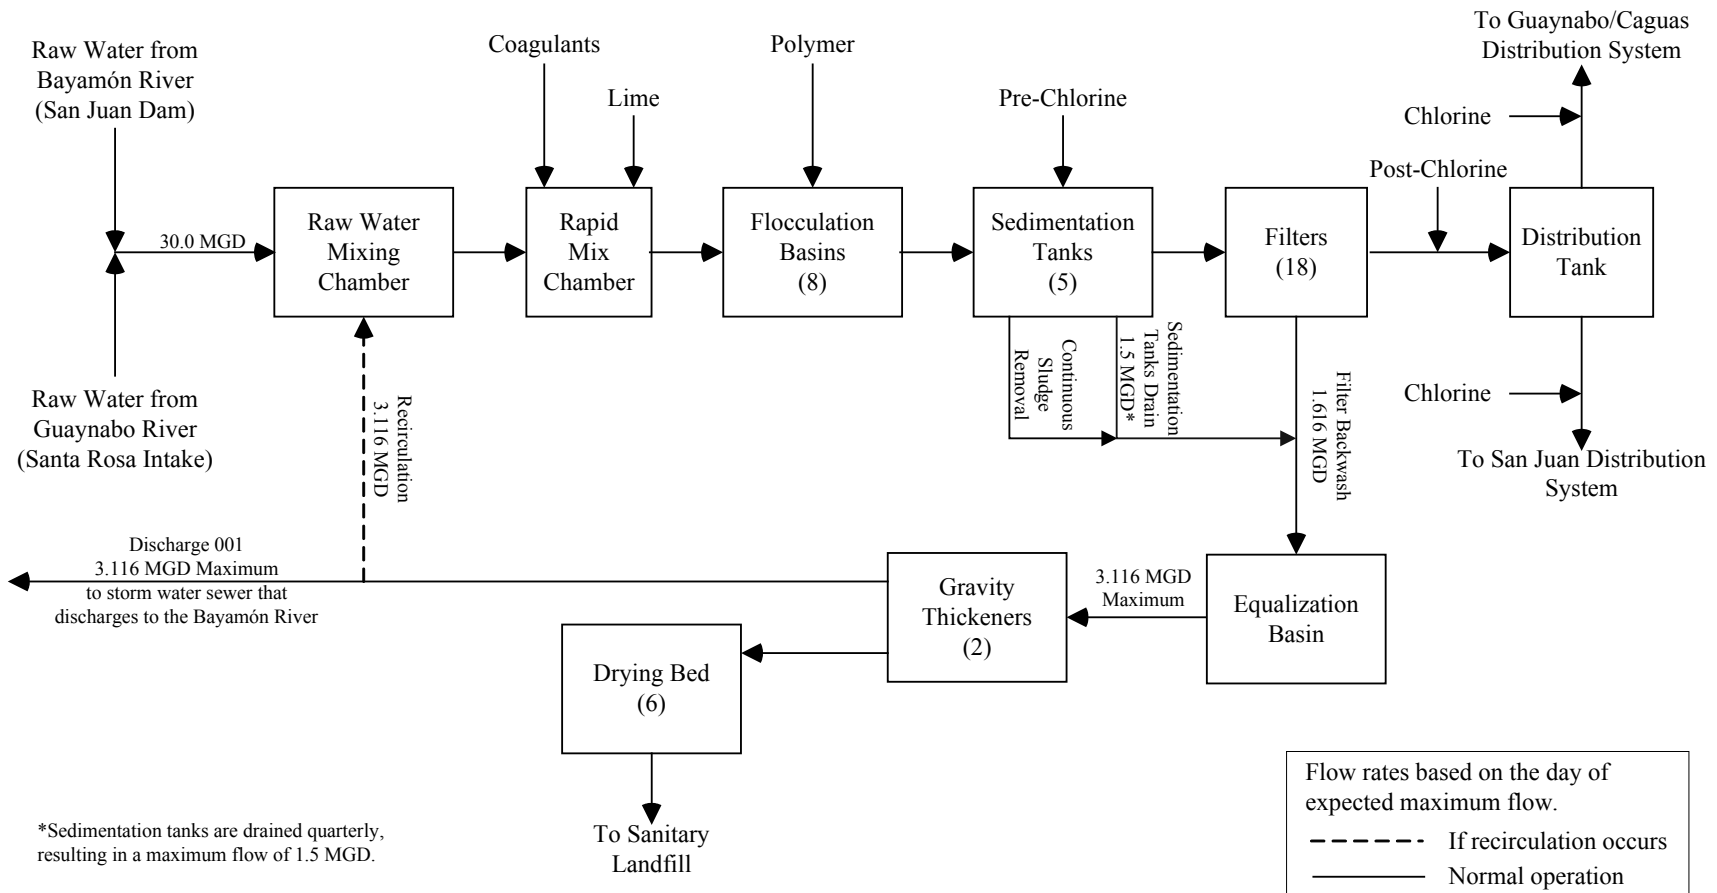 Raw Water from
Bayamón River
(San Juan Dam)
Coagulants
Lime
Polymer
Pre-Chlorine
To Guaynabo/Caguas
Distribution System
Chlorine
Post-Chlorine
30.0 MGD
Raw Water
Mixing
Chamber
Rapid
Mix
Chamber
Flocculation
Basins
(8)
Sedimentation
Tanks
(5)
Filters
(18)
Distribution
Tank
Raw Water from
Guaynabo River
(Santa Rosa Intake)
Recirculation
3.116 MGD
Continuous
Sludge
Removal
Sedimentation
Tanks Drain
1.5 MGD*
Filter Backwash
1.616 MGD
Chlorine
To San Juan Distribution
System
Discharge 001
3.116 MGD Maximum
to storm water sewer that
discharges to the Bayamón River
Gravity
Thickeners
(2)
3.116 MGD
Maximum
Equalization
Basin
Drying Bed
(6)
To Sanitary
Landfill
*Sedimentation tanks are drained quarterly,
resulting in a maximum flow of 1.5 MGD.
Flow rates based on the day of
expected maximum flow.
If recirculation occurs
Normal operation